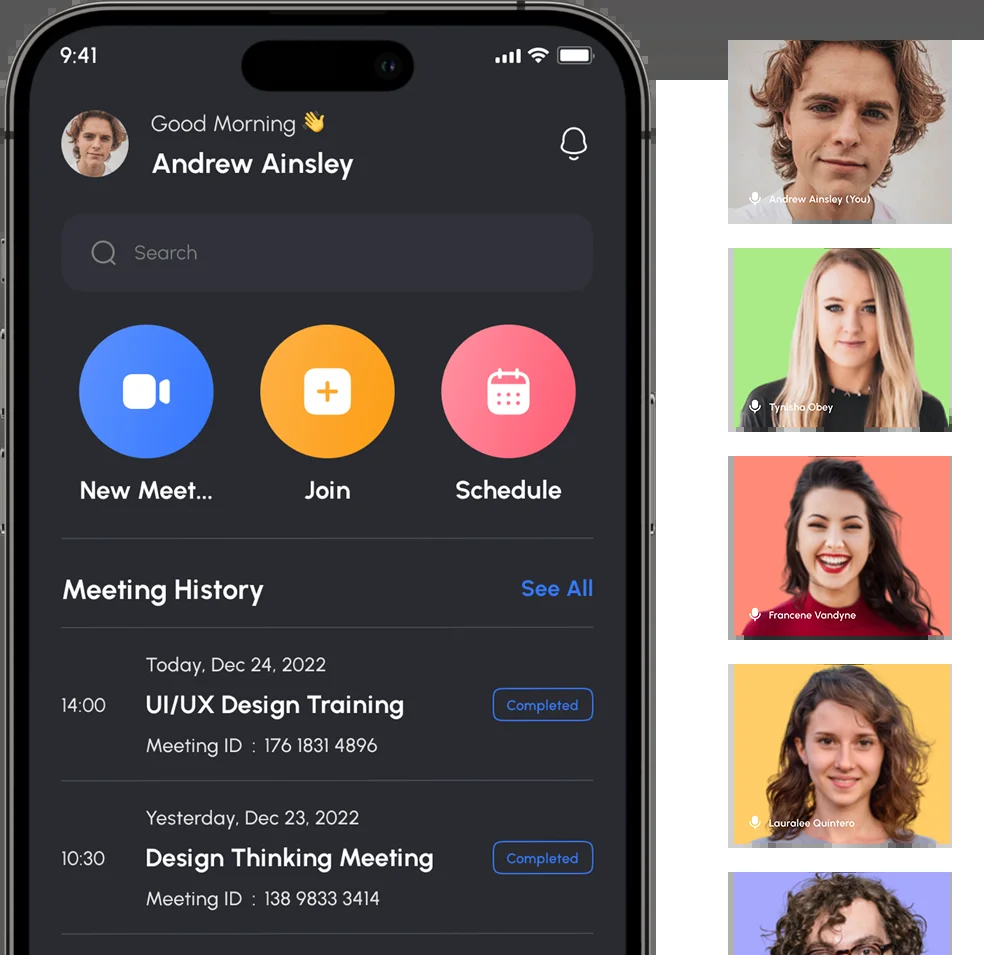 9:41
Good Morning 👋
Andrew Ainsley
Search
New Meet...
Join
Schedule
Meeting History
See All
Today, Dec 24, 2022
14:00
UI/UX Design Training
Completed
Meeting ID : 176 1831 4896
Yesterday, Dec 23, 2022
10:30
Design Thinking Meeting
Completed
Meeting ID : 138 9833 3414
Andrew Ainsley (You)
Tynisha Obey
Francene Vandyne
Lauralee Quintero